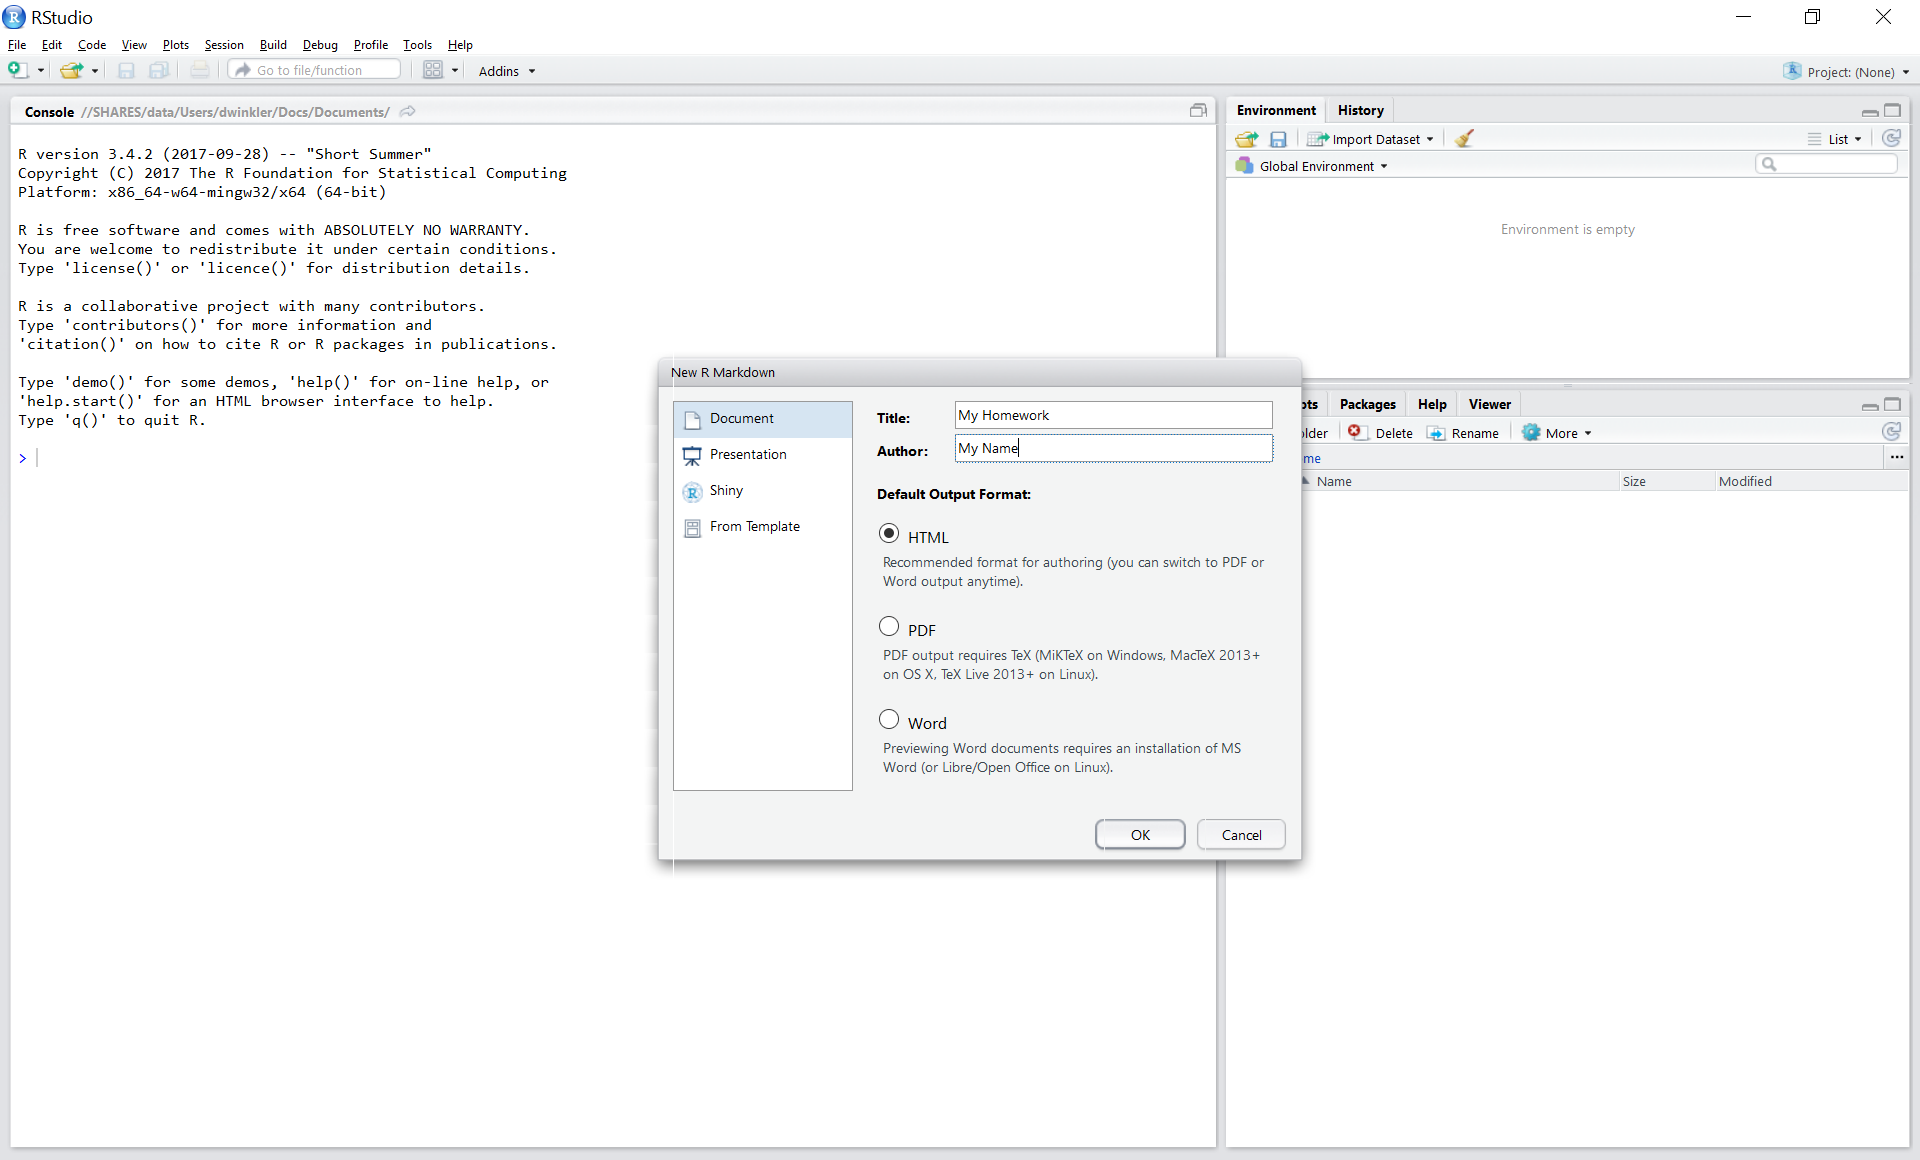 RStudio
File Edit Code View Plots Session Build Debug Profile Tools Help
Go to file/function Addins Project: (None)
Console //SHARES/data/Users/dwinkler/Docs/Documents/
R version 3.4.2 (2017-09-28) -- "Short Summer"
Copyright (C) 2017 The R Foundation for Statistical Computing
Platform: x86_64-w64-mingw32/x64 (64-bit)
R is free software and comes with ABSOLUTELY NO WARRANTY.
You are welcome to redistribute it under certain conditions.
Type 'license()' or 'licence()' for distribution details.
R is a collaborative project with many contributors.
Type 'contributors()' for more information and
'citation()' on how to cite R or R packages in publications.
Type 'demo()' for some demos, 'help()' for on-line help, or
'help.start()' for an HTML browser interface to help.
Type 'q()' to quit R.
>
Environment History
Import Dataset List
Global Environment
Environment is empty
New R Markdown
Document
Presentation
Shiny
From Template
Title: My Homework
Author: My Name
Default Output Format:
HTML
Recommended format for authoring (you can switch to PDF or
Word output anytime).
PDF
PDF output requires TeX (MiKTeX on Windows, MacTeX 2013+
on OS X, TeX Live 2013+ on Linux).
Word
Previewing Word documents requires an installation of MS
Word (or Libre/Open Office on Linux).
OK Cancel
ots Packages Help Viewer
lder Delete Rename More
me ...
Name Size Modified